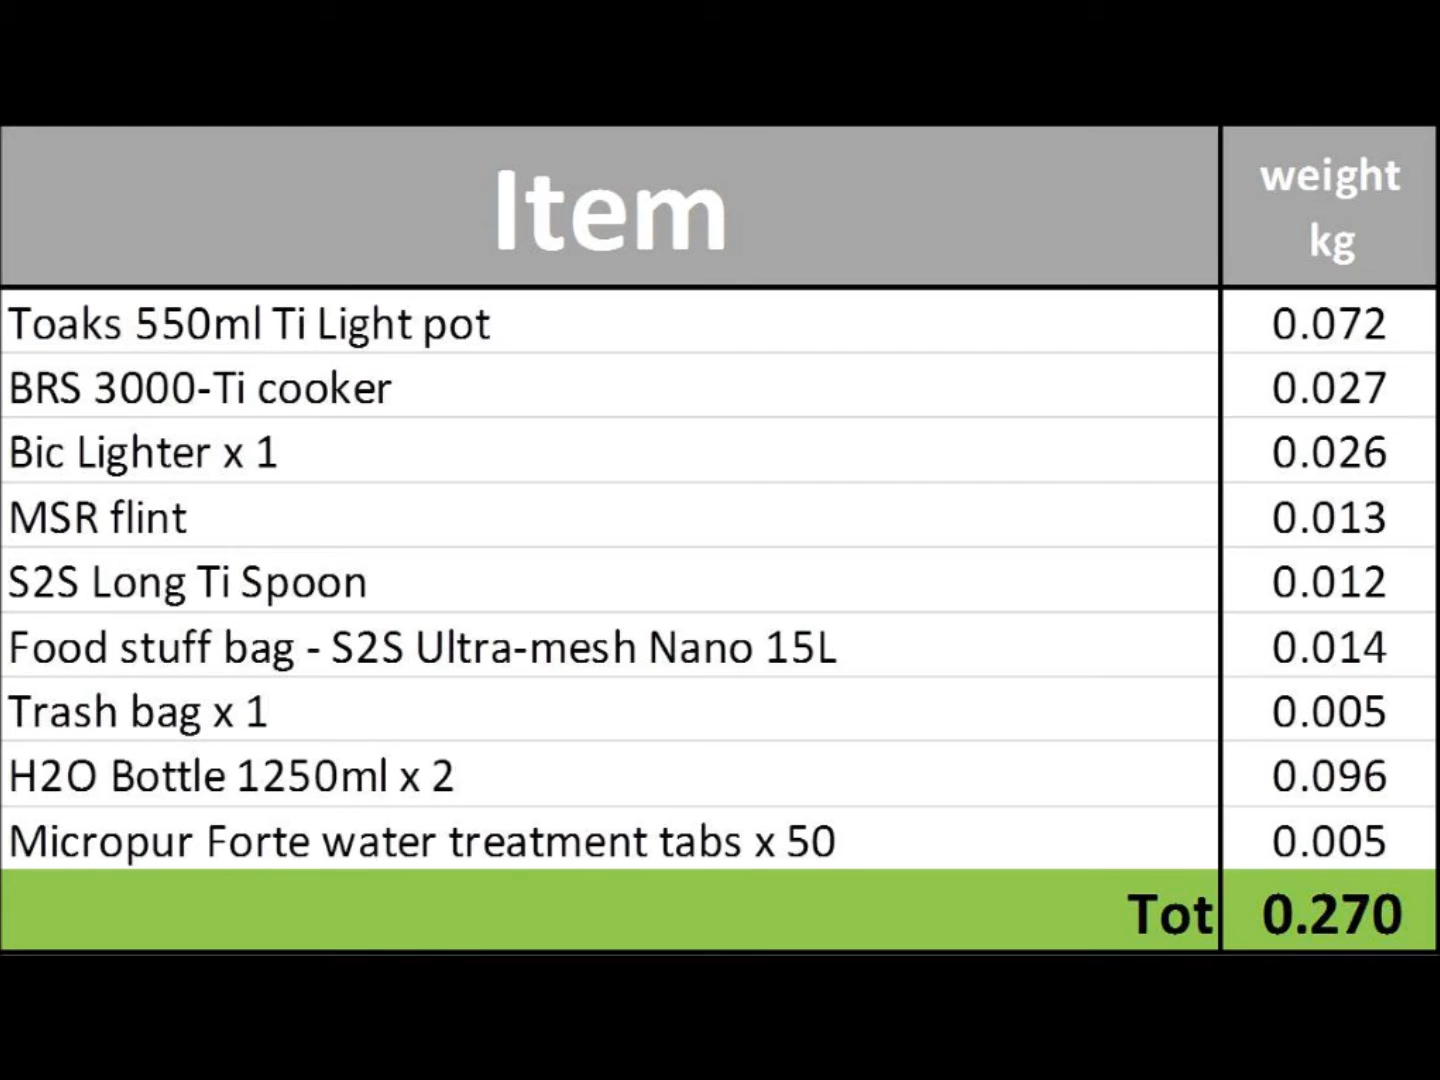 Item weight
kg
Toaks 550ml Ti Light pot 0.072
BRS 3000-Ti cooker 0.027
Bic Lighter x 1 0.026
MSR flint 0.013
S2S Long Ti Spoon 0.012
Food stuff bag - S2S Ultra-mesh Nano 15L 0.014
Trash bag x 1 0.005
H2O Bottle 1250ml x 2 0.096
Micropur Forte water treatment tabs x 50 0.005
Tot 0.270